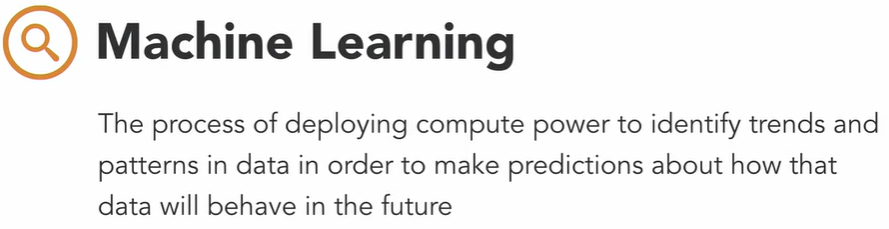 Machine Learning
The process of deploying compute power to identify trends and
patterns in data in order to make predictions about how that
data will behave in the future